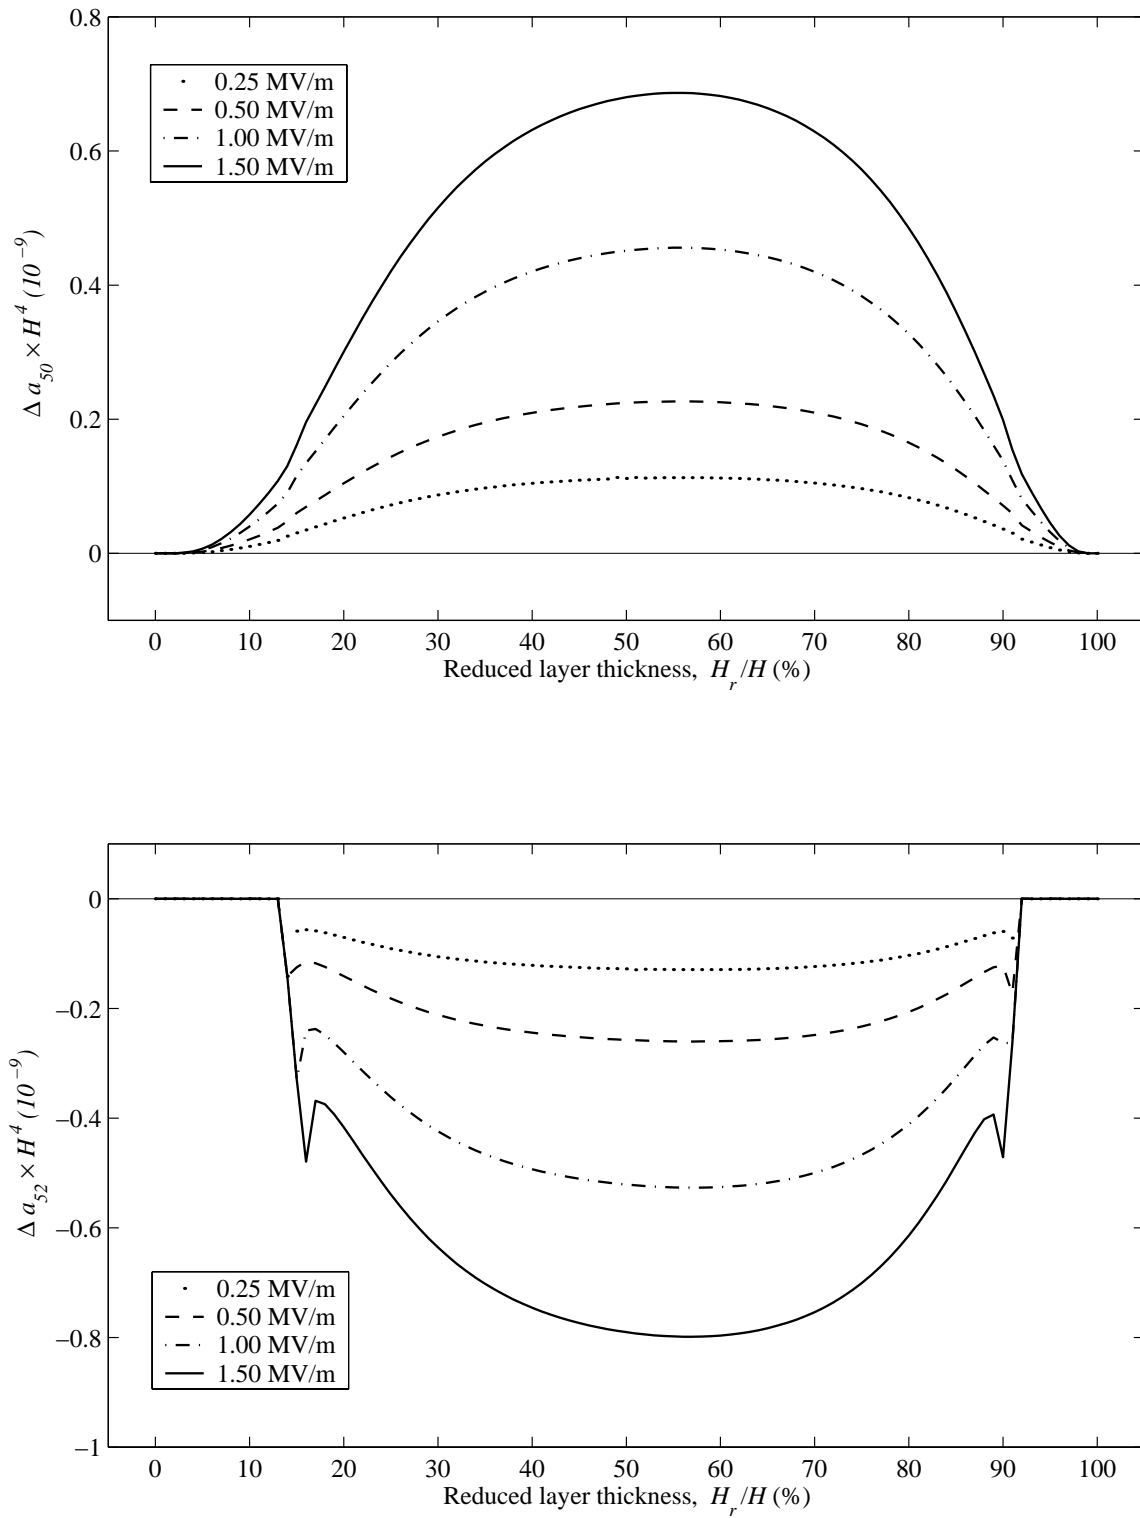 0.8
0.25 MV/m
0.50 MV/m
1.00 MV/m
1.50 MV/m
0.6
0.4
0.2
0
Δ a₅₀ × H⁴ (10⁻⁹)
0 10 20 30 40 50 60 70 80 90 100
Reduced layer thickness, Hᵣ/H (%)
0
−0.2
−0.4
−0.6
−0.8
−1
Δ a₅₂ × H⁴ (10⁻⁹)
0.25 MV/m
0.50 MV/m
1.00 MV/m
1.50 MV/m
0 10 20 30 40 50 60 70 80 90 100
Reduced layer thickness, Hᵣ/H (%)